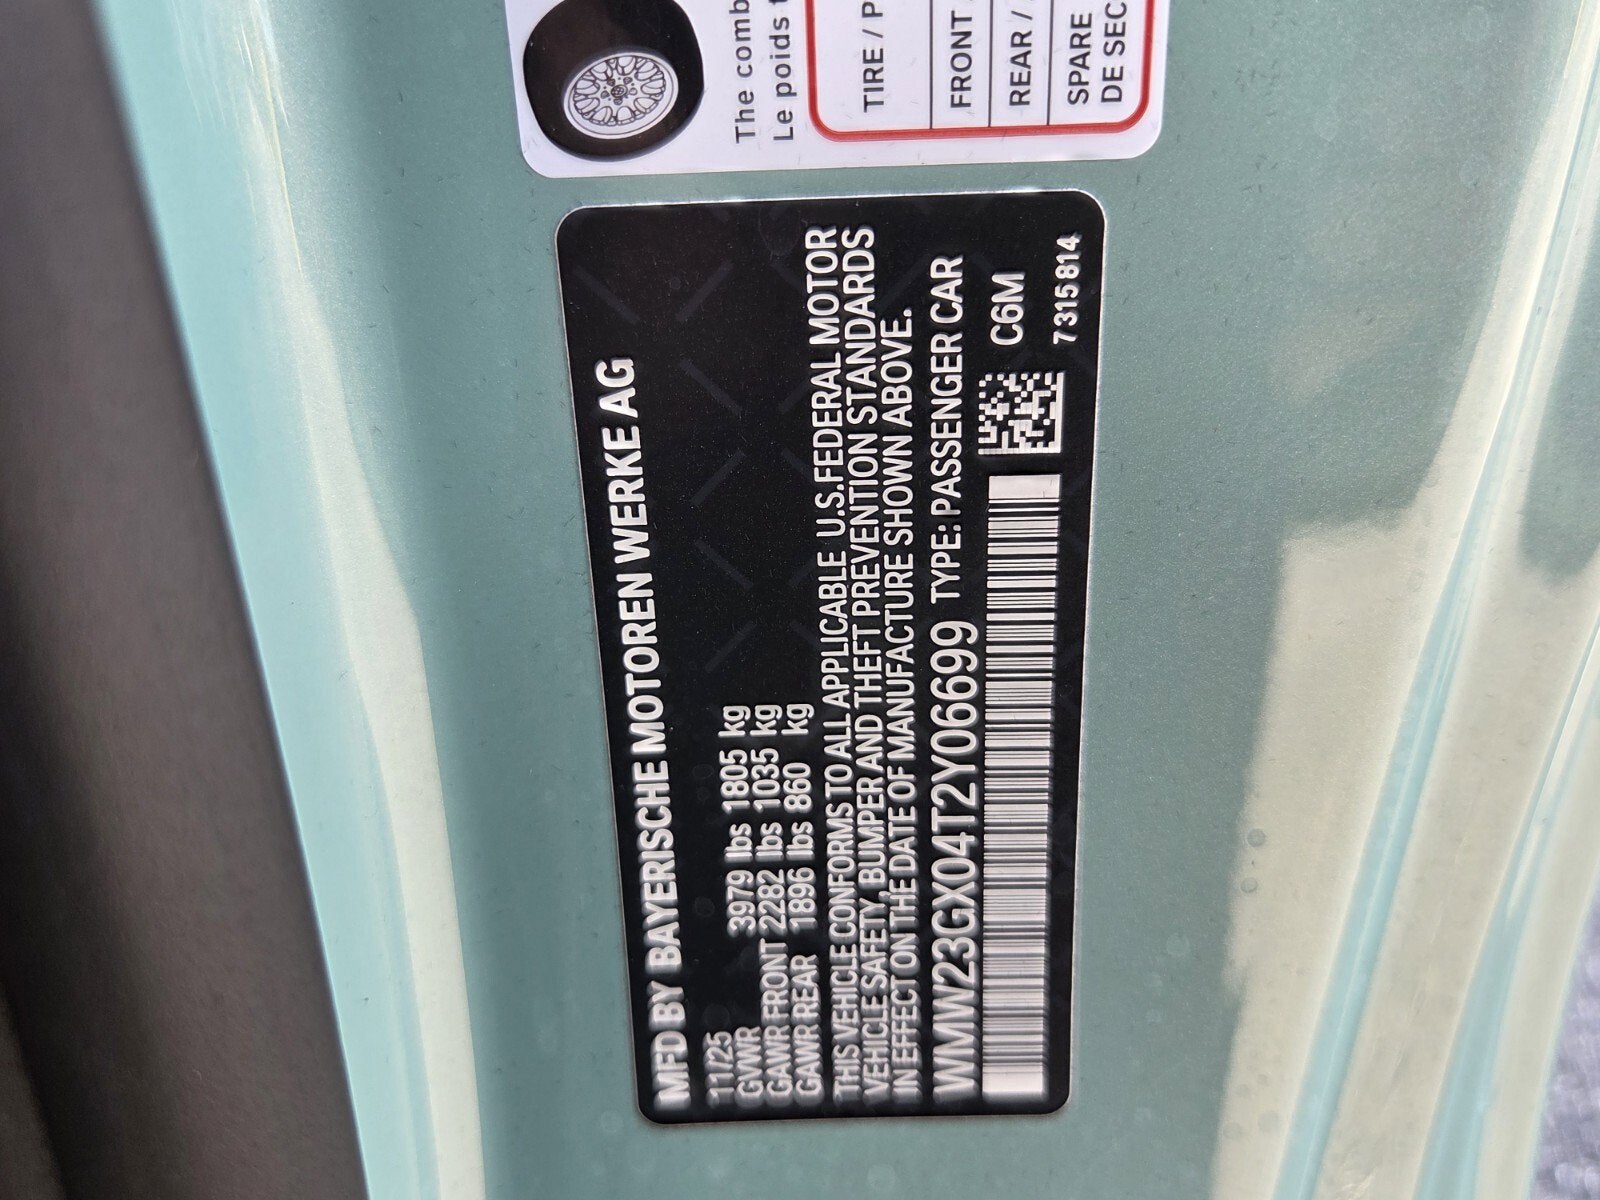 The comb
Le poids t
TIRE / P
FRONT
REAR /
SPARE
DE SEC
MFD BY BAYERISCHE MOTOREN WERKE AG
11/25
GVWR 3979 lbs 1805 kg
GAWR FRONT 2282 lbs 1035 kg
GAWR REAR 1896 lbs 860 kg
THIS VEHICLE CONFORMS TO ALL APPLICABLE U.S.FEDERAL MOTOR
VEHICLE SAFETY, BUMPER AND THEFT PREVENTION STANDARDS
IN EFFECT ON THE DATE OF MANUFACTURE SHOWN ABOVE.
WMW23GX04T2Y06699 TYPE: PASSENGER CAR
C6M
7315814